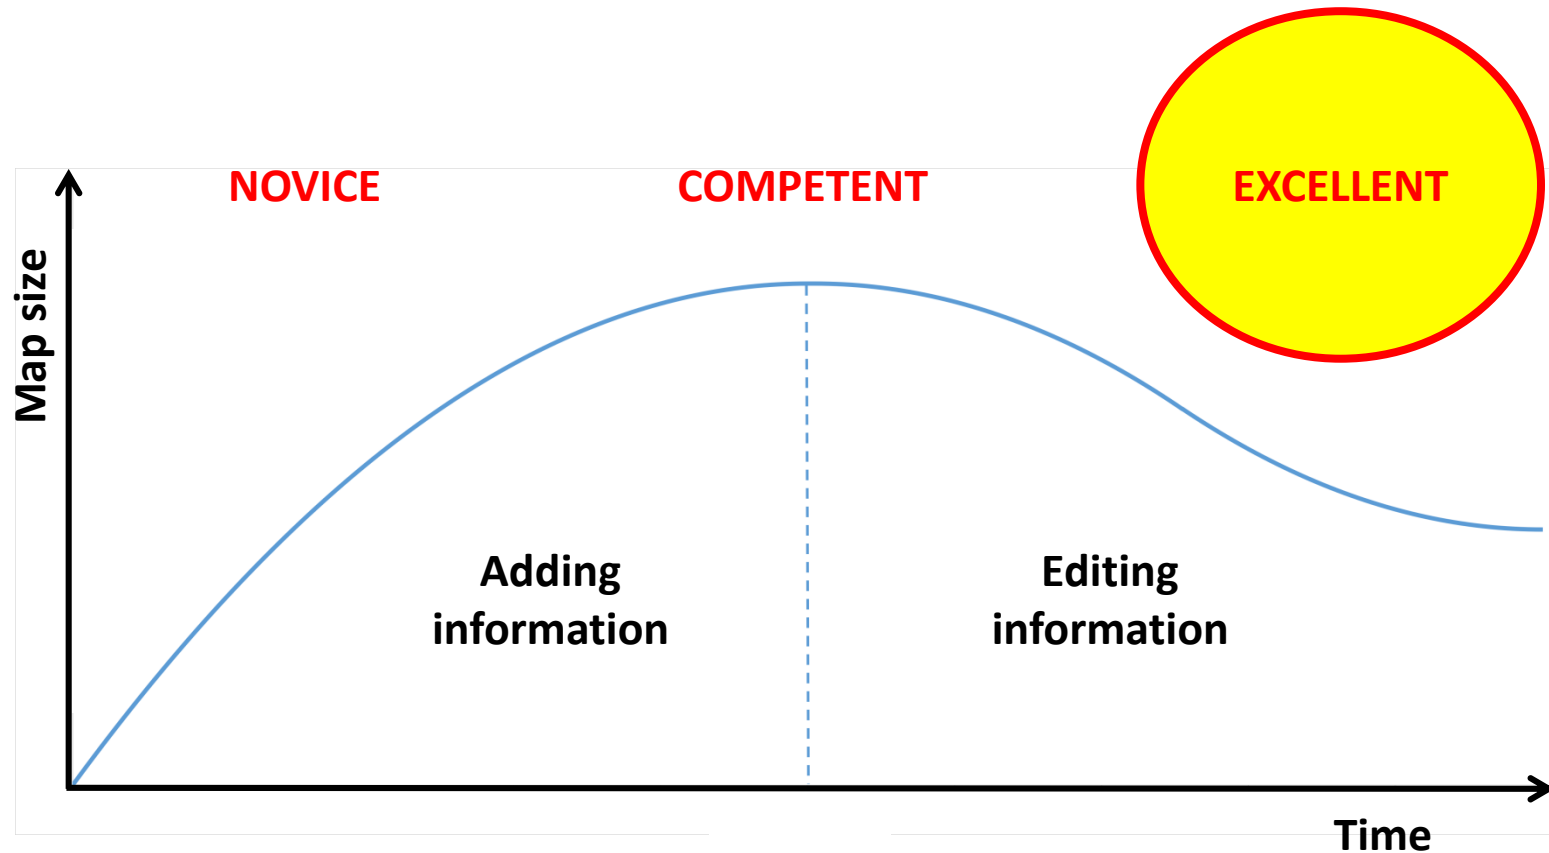 NOVICE
COMPETENT
EXCELLENT
Map size
Adding
information
Editing
information
Time